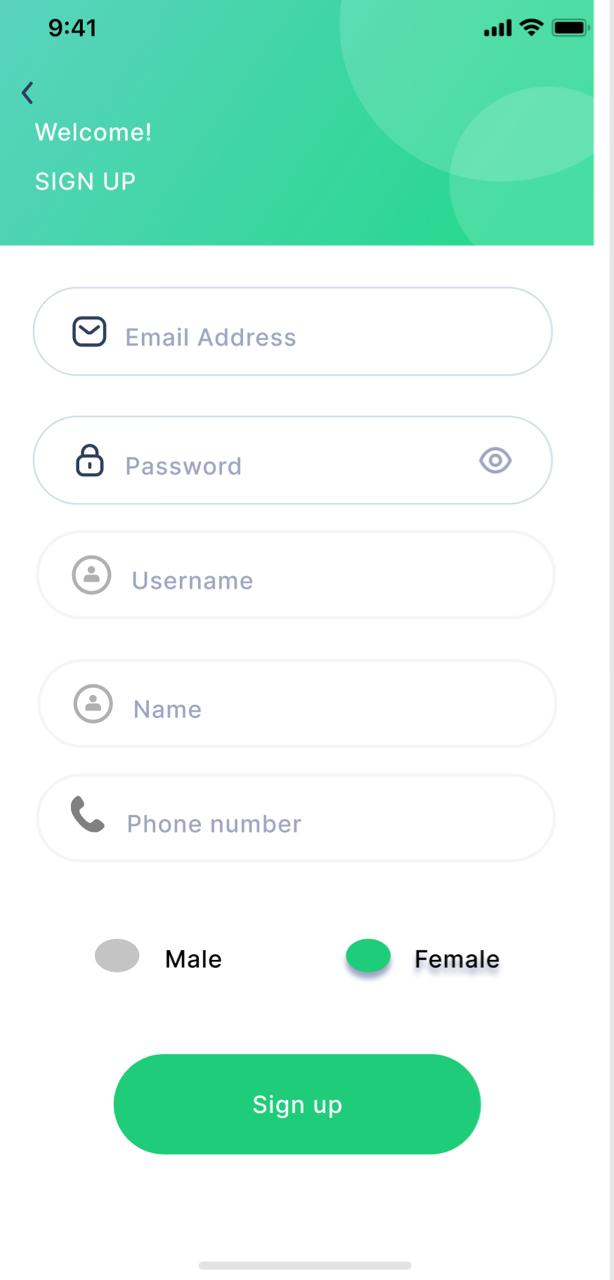 9:41
Welcome!
SIGN UP
Email Address
Password
Username
Name
Phone number
Male Female
Sign up